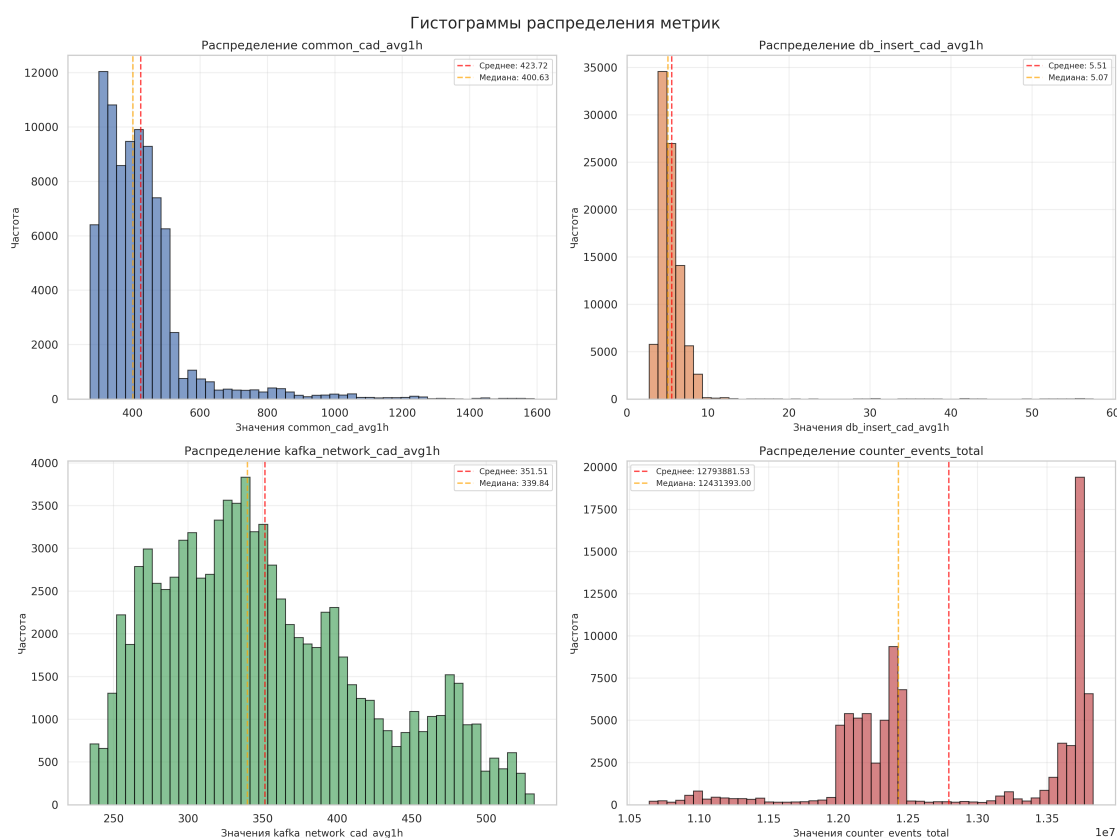 Гистограммы распределения метрик
Распределение common_cad_avg1h
Среднее: 423.72
Медиана: 400.63
Частота
12000
10000
8000
6000
4000
2000
0
400 600 800 1000 1200 1400 1600
Значения common_cad_avg1h
Распределение db_insert_cad_avg1h
Среднее: 5.51
Медиана: 5.07
Частота
35000
30000
25000
20000
15000
10000
5000
0
0 10 20 30 40 50 60
Значения db_insert_cad_avg1h
Распределение kafka_network_cad_avg1h
Среднее: 351.51
Медиана: 339.84
Частота
4000
3500
3000
2500
2000
1500
1000
500
0
250 300 350 400 450 500
Значения kafka_network_cad_avg1h
Распределение counter_events_total
Среднее: 12793881.53
Медиана: 12431393.00
Частота
20000
17500
15000
12500
10000
7500
5000
2500
0
1.05 1.10 1.15 1.20 1.25 1.30 1.35
1e7
Значения counter_events_total